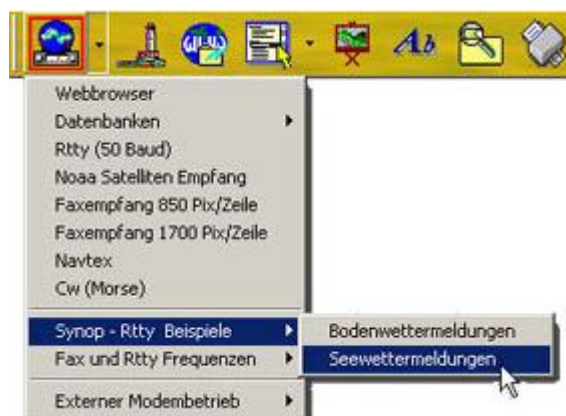 Ab
Webbrowser
Datenbanken
Rtty (50 Baud)
Noaa Satelliten Empfang
Faxempfang 850 Pix/Zeile
Faxempfang 1700 Pix/Zeile
Navtex
Cw (Morse)
Synop - Rtty Beispiele
Bodenwettermeldungen
Fax und Rtty Frequenzen
Seewettermeldungen
Externer Modembetrieb